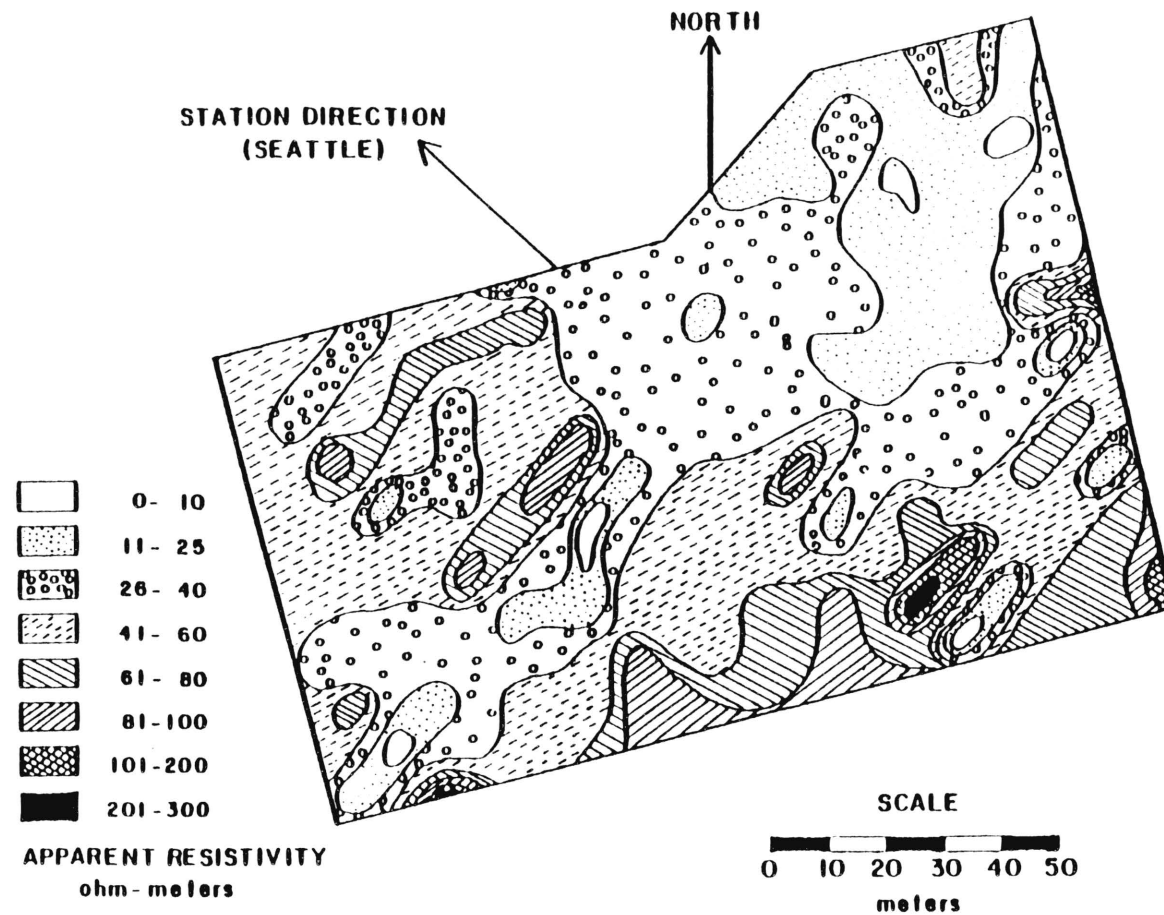 NORTH
STATION DIRECTION
(SEATTLE)
0 - 10
11 - 25
26 - 40
41 - 60
61 - 80
81 - 100
101 - 200
201 - 300
APPARENT RESISTIVITY
ohm - meters
SCALE
0 10 20 30 40 50
meters